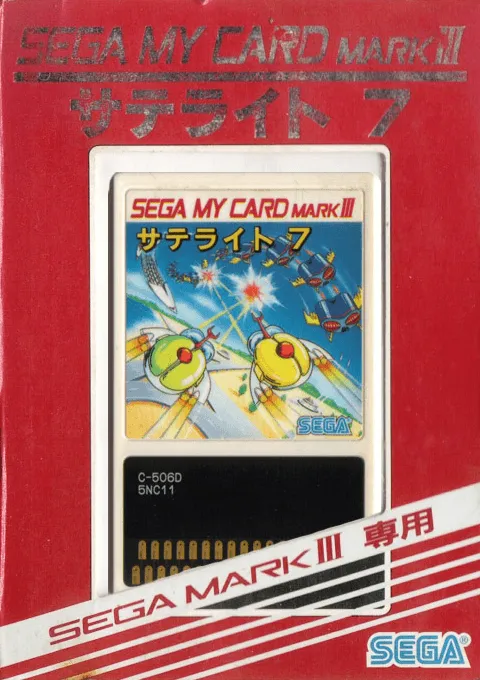 SEGA MY CARD MARK III
サテライト 7
SEGA MY CARD MARK III
サテライト 7
SEGA
C-506D
5NC11
SEGA MARK III 専用
SEGA®